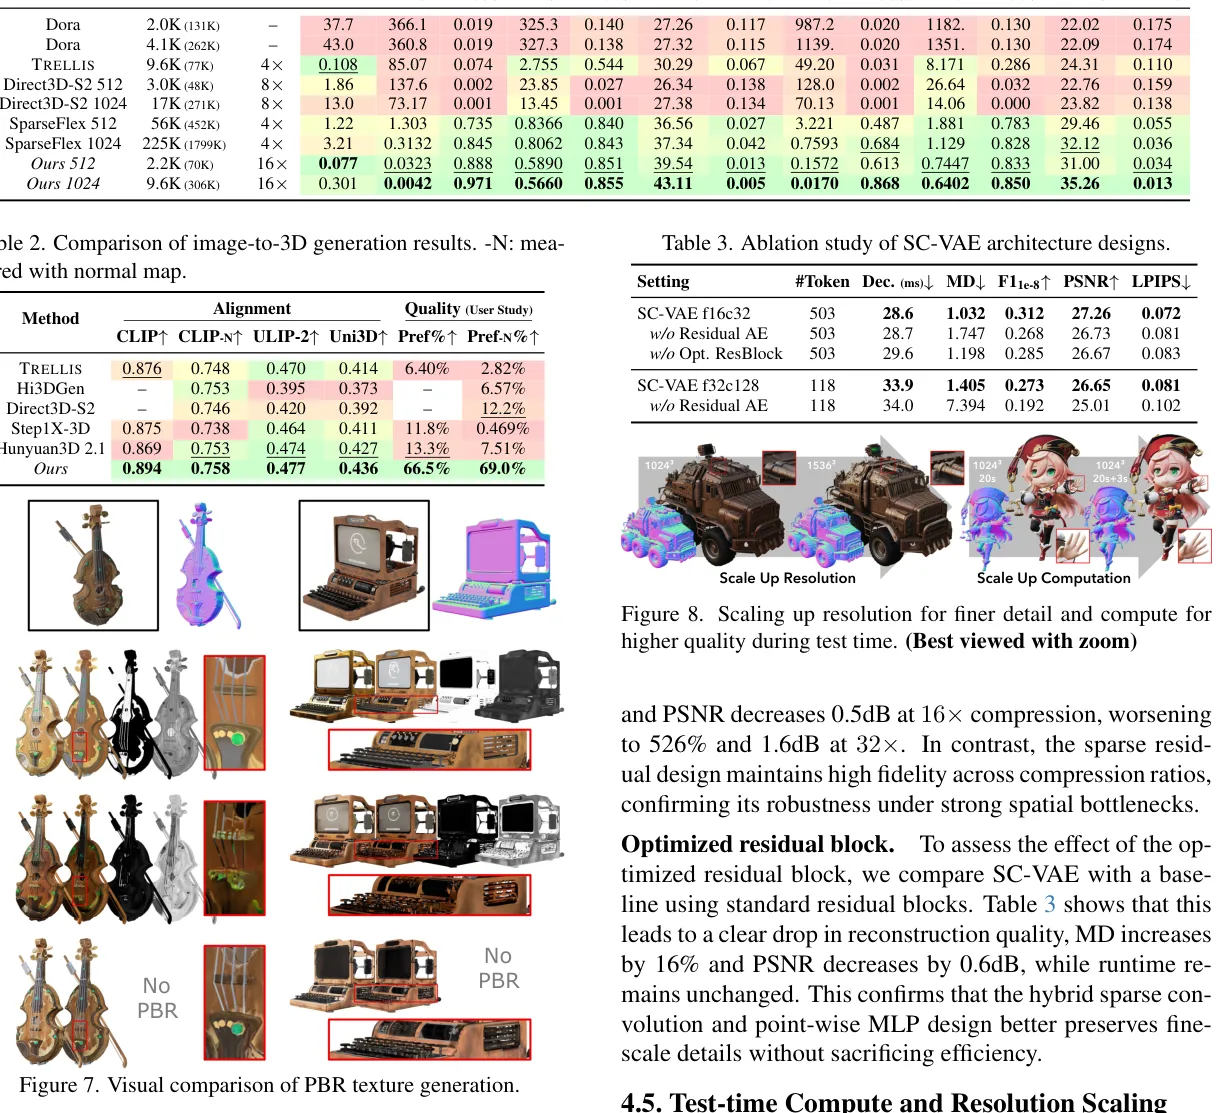 Dora 2.0K (131K) – 37.7 366.1 0.019 325.3 0.140 27.26 0.117 987.2 0.020 1182. 0.130 22.02 0.175
Dora 4.1K (262K) – 43.0 360.8 0.019 327.3 0.138 27.32 0.115 1139. 0.020 1351. 0.130 22.09 0.174
TRELLIS 9.6K (77K) 4× 0.108 85.07 0.074 2.755 0.544 30.29 0.067 49.20 0.031 8.171 0.286 24.31 0.110
Direct3D-S2 512 3.0K (48K) 8× 1.86 137.6 0.002 23.85 0.027 26.34 0.138 128.0 0.002 26.64 0.032 22.76 0.159
Direct3D-S2 1024 17K (271K) 8× 13.0 73.17 0.001 13.45 0.001 27.38 0.134 70.13 0.001 14.06 0.000 23.82 0.138
SparseFlex 512 56K (452K) 4× 1.22 1.303 0.735 0.8366 0.840 36.56 0.027 3.221 0.487 1.881 0.783 29.46 0.055
SparseFlex 1024 225K (1799K) 4× 3.21 0.3132 0.845 0.8062 0.843 37.34 0.042 0.7593 0.684 1.129 0.828 32.12 0.036
Ours 512 2.2K (70K) 16× 0.077 0.0323 0.888 0.5890 0.851 39.54 0.013 0.1572 0.613 0.7447 0.833 31.00 0.034
Ours 1024 9.6K (306K) 16× 0.301 0.0042 0.971 0.5660 0.855 43.11 0.005 0.0170 0.868 0.6402 0.850 35.26 0.013
ble 2. Comparison of image-to-3D generation results. -N: mea-
red with normal map.
Method Alignment Quality (User Study)
CLIP↑ CLIP-N↑ ULIP-2↑ Uni3D↑ Pref%↑ Pref-N%↑
TRELLIS 0.876 0.748 0.470 0.414 6.40% 2.82%
Hi3DGen – 0.753 0.395 0.373 – 6.57%
Direct3D-S2 – 0.746 0.420 0.392 – 12.2%
Step1X-3D 0.875 0.738 0.464 0.411 11.8% 0.469%
Hunyuan3D 2.1 0.869 0.753 0.474 0.427 13.3% 7.51%
Ours 0.894 0.758 0.477 0.436 66.5% 69.0%
No
PBR
No
PBR
Figure 7. Visual comparison of PBR texture generation.
Table 3. Ablation study of SC-VAE architecture designs.
Setting #Token Dec. (ms)↓ MD↓ F1₁ₑ₋₈↑ PSNR↑ LPIPS↓
SC-VAE f16c32 503 28.6 1.032 0.312 27.26 0.072
w/o Residual AE 503 28.7 1.747 0.268 26.73 0.081
w/o Opt. ResBlock 503 29.6 1.198 0.285 26.67 0.083
SC-VAE f32c128 118 33.9 1.405 0.273 26.65 0.081
w/o Residual AE 118 34.0 7.394 0.192 25.01 0.102
1024³ 1536³ 1024³ 1024³
20s 20s+3s
Scale Up Resolution Scale Up Computation
Figure 8. Scaling up resolution for finer detail and compute for
higher quality during test time. (Best viewed with zoom)
and PSNR decreases 0.5dB at 16× compression, worsening
to 526% and 1.6dB at 32×. In contrast, the sparse resid-
ual design maintains high fidelity across compression ratios,
confirming its robustness under strong spatial bottlenecks.
Optimized residual block. To assess the effect of the op-
timized residual block, we compare SC-VAE with a base-
line using standard residual blocks. Table 3 shows that this
leads to a clear drop in reconstruction quality, MD increases
by 16% and PSNR decreases by 0.6dB, while runtime re-
mains unchanged. This confirms that the hybrid sparse con-
volution and point-wise MLP design better preserves fine-
scale details without sacrificing efficiency.
4.5. Test-time Compute and Resolution Scaling